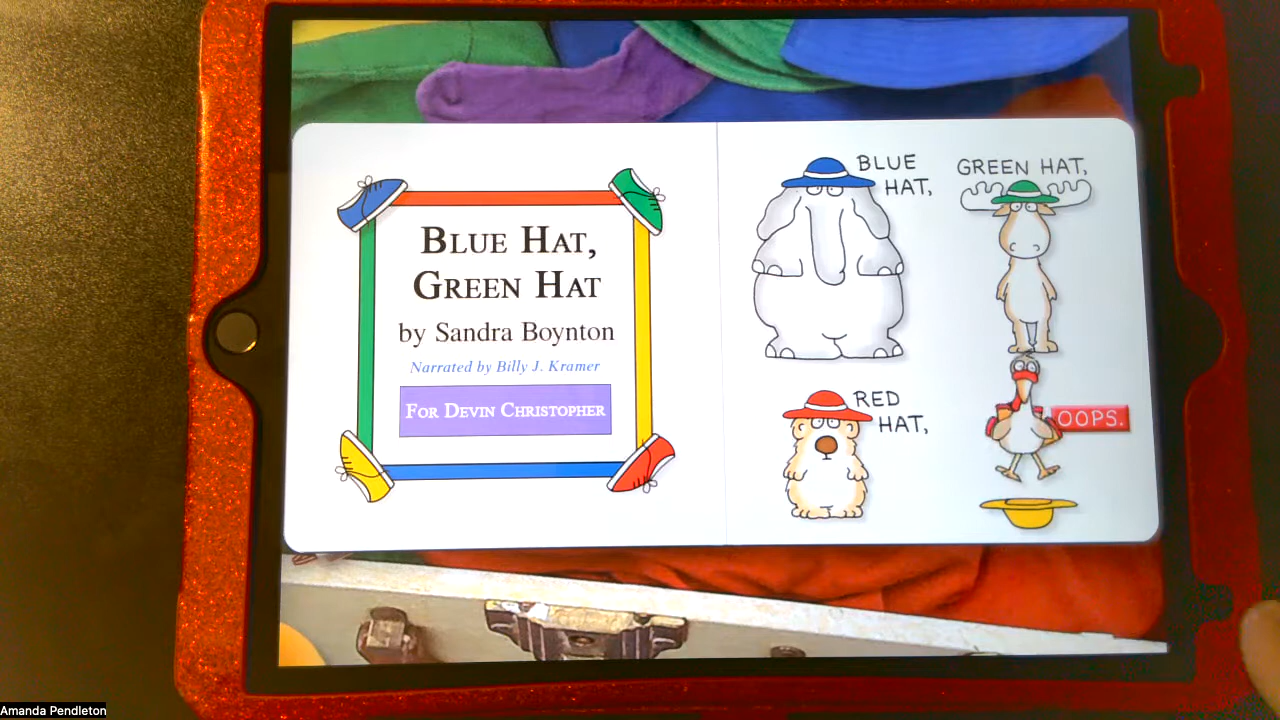 Blue Hat,
Green Hat
by Sandra Boynton
Narrated by Billy J. Kramer
For Devin Christopher
BLUE
HAT,
GREEN HAT,
RED
HAT,
OOPS.
Amanda Pendleton